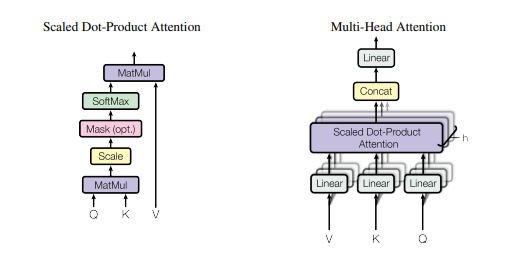 Scaled Dot-Product Attention
MatMul
SoftMax
Mask (opt.)
Scale
MatMul
Q K V
Multi-Head Attention
Linear
Concat
Scaled Dot-Product
Attention
h
Linear Linear Linear
V K Q